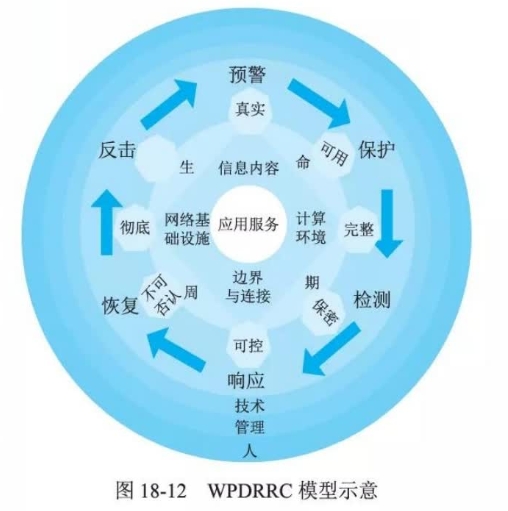 预警
真实
反击
可用
保护
生
信息内容
命
彻底
网络基
础设施
应用服务
计算
环境
完整
恢复
不可
否认
周
边界
与连接
期
保密
检测
可控
响应
技术
管理
人
图 18-12 WPDRRC 模型示意